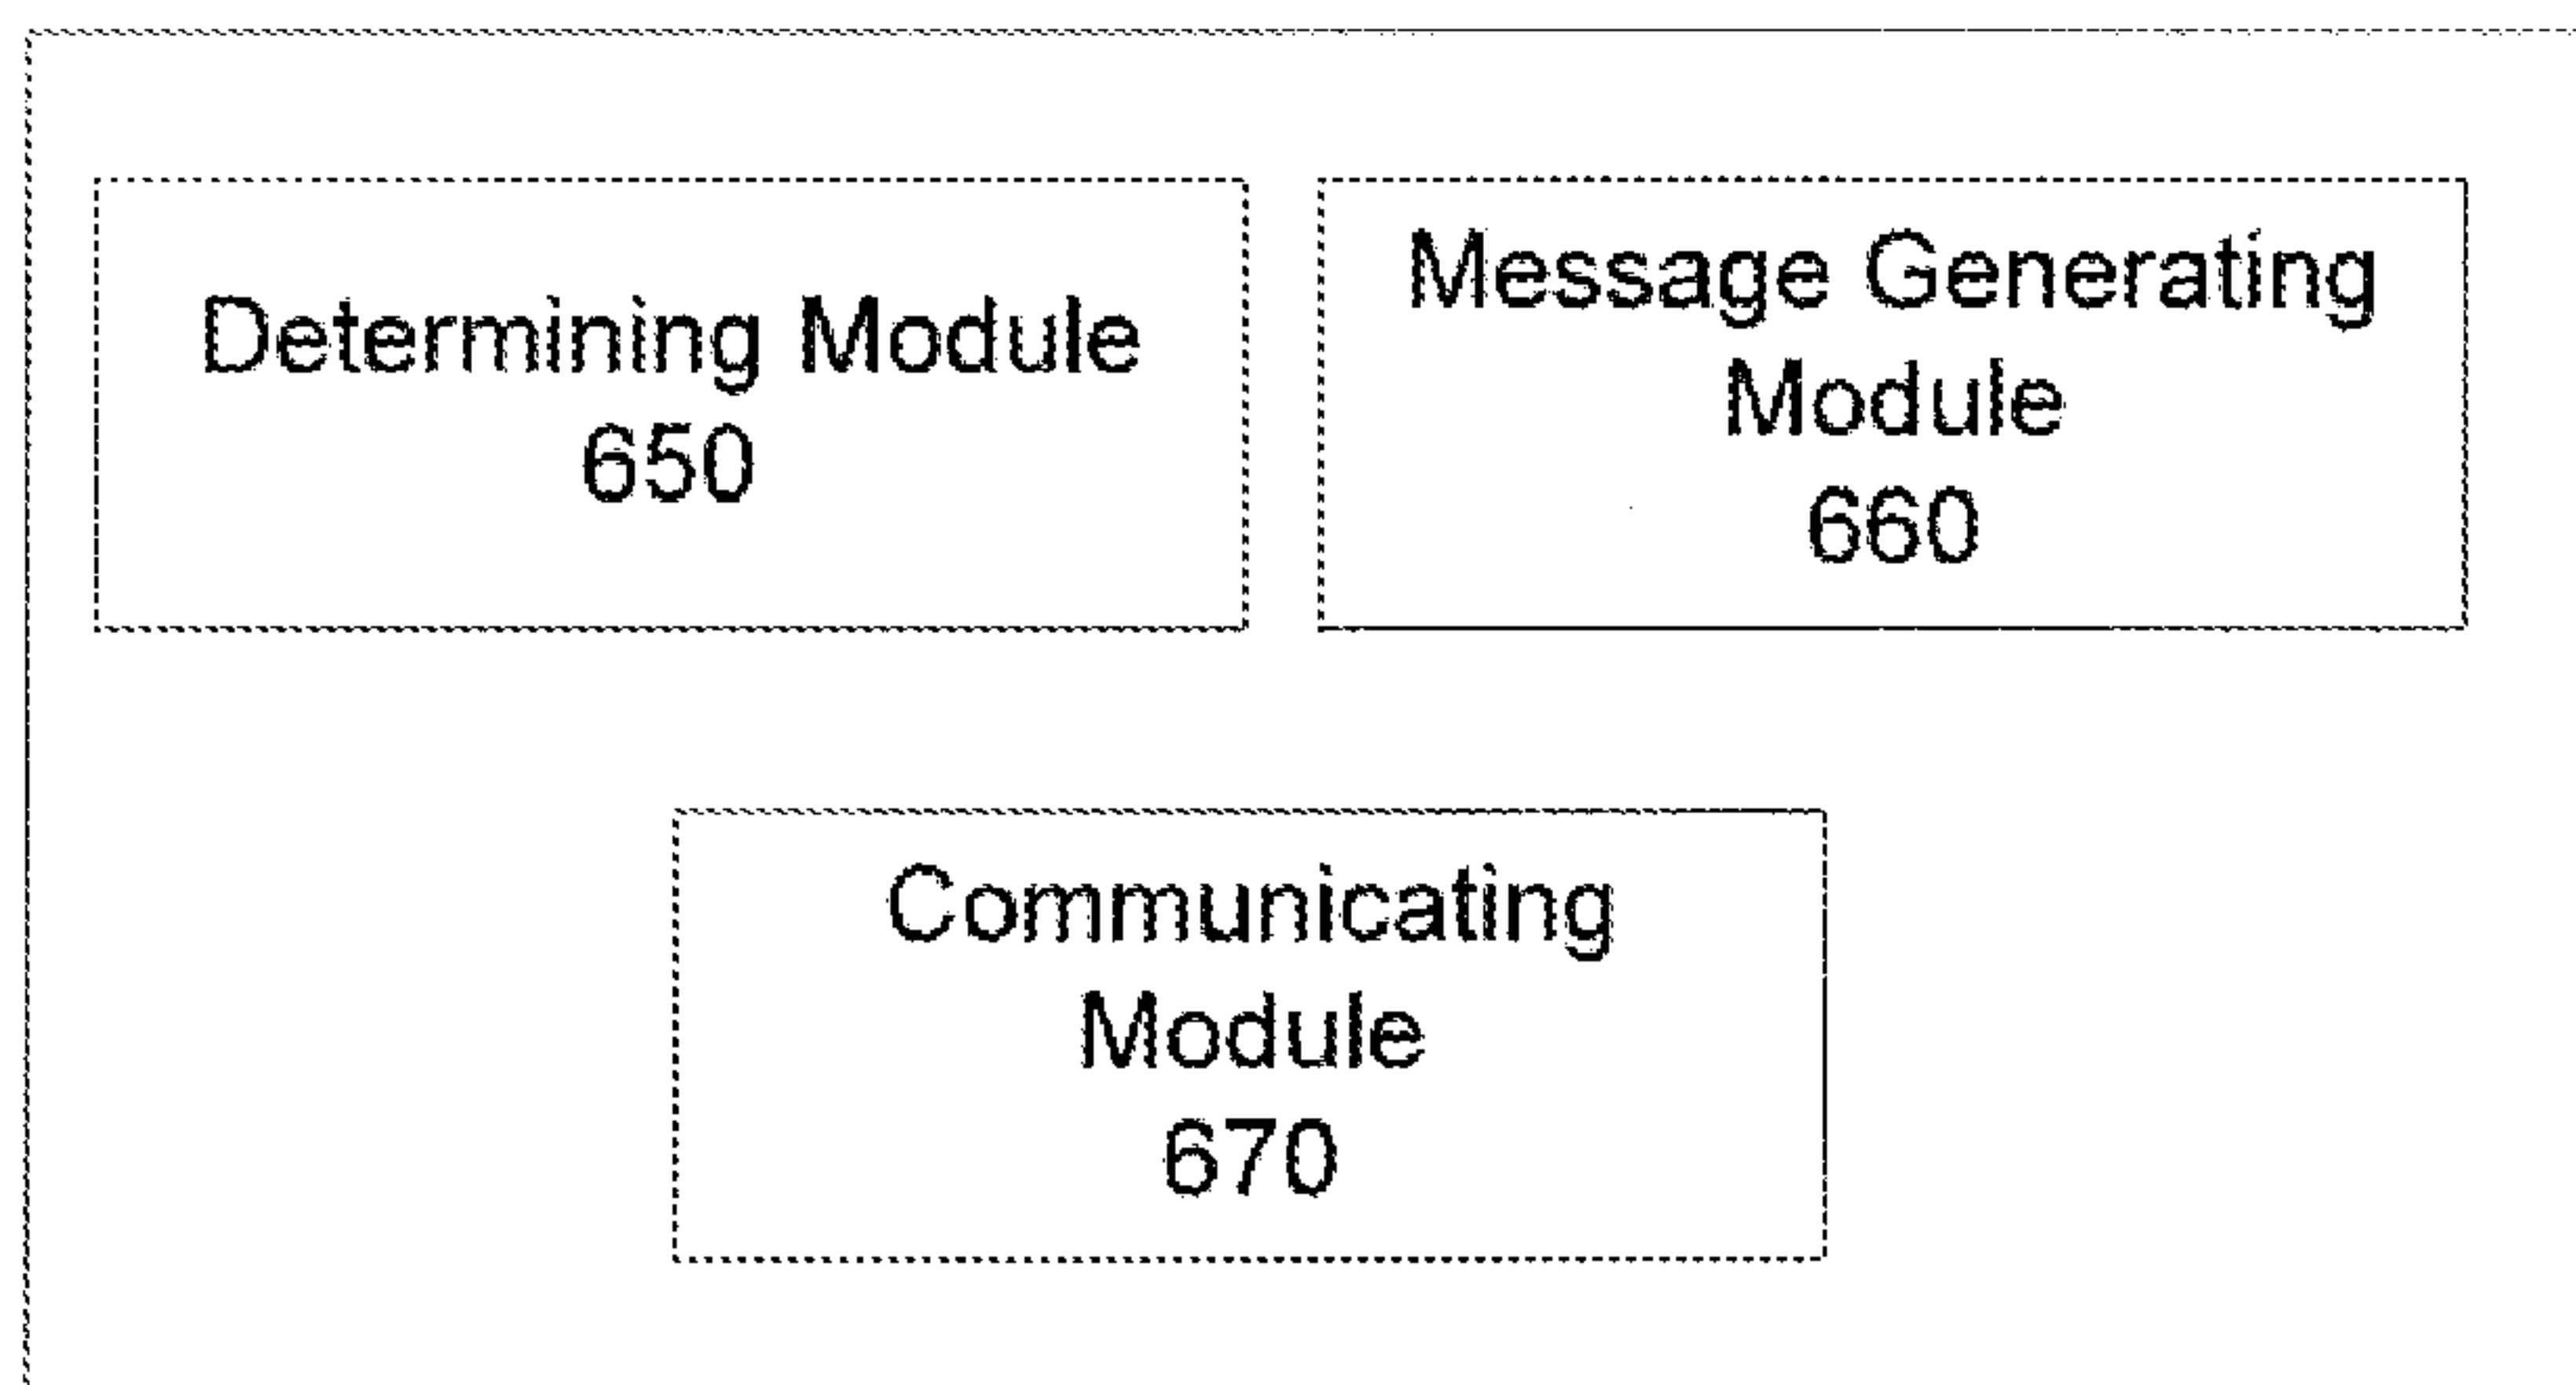 Determining Module
650
Message Generating
Module
660
Communicating
Module
670